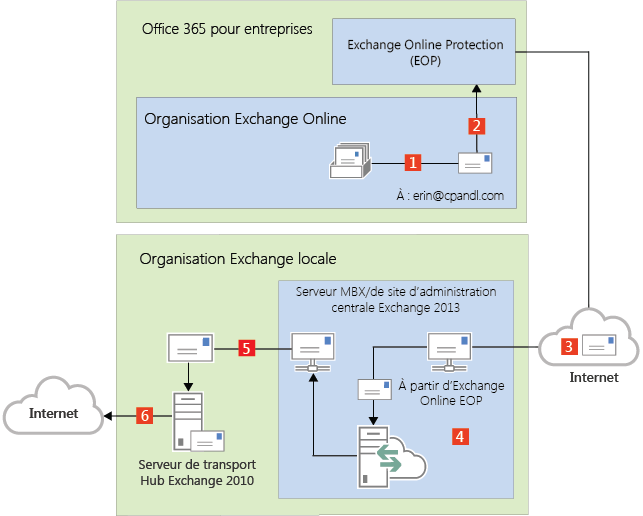 Office 365 pour entreprises
Exchange Online Protection
(EOP)
Organisation Exchange Online
2
1
À : erin@cpandl.com
Organisation Exchange locale
Serveur MBX/de site d'administration
centrale Exchange 2013
5
3
Internet
À partir d'Exchange
Online EOP
Internet
6
4
Serveur de transport
Hub Exchange 2010